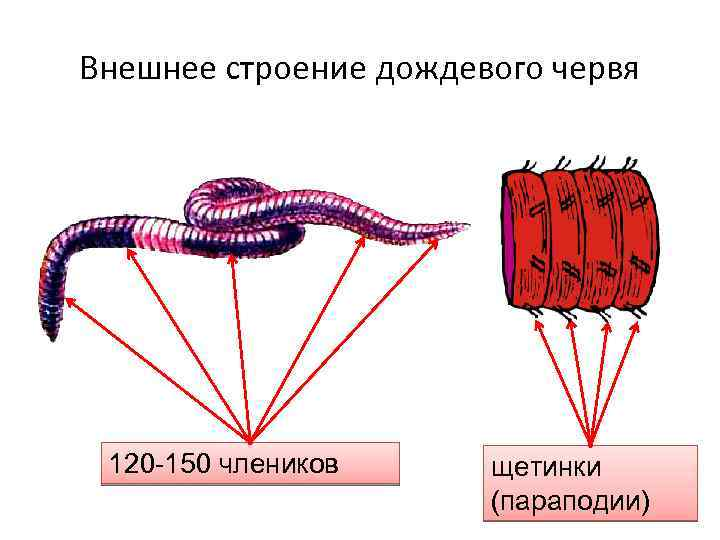 Внешнее строение дождевого червя
120-150 члеников
щетинки
(параподии)